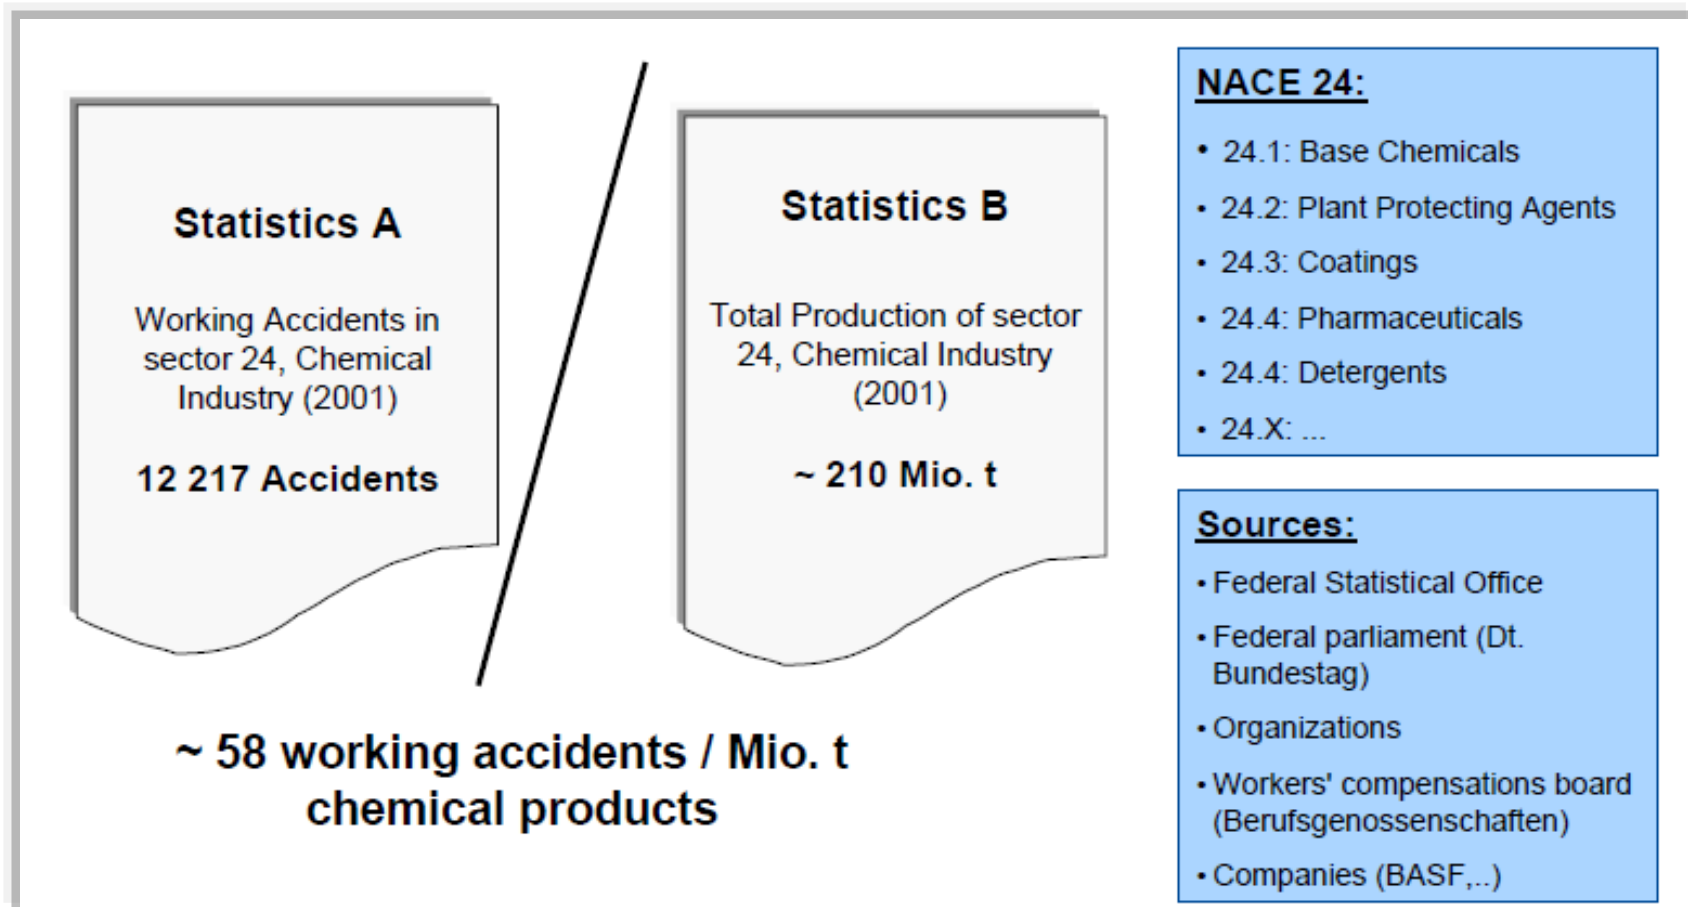 Statistics A
Working Accidents in
sector 24, Chemical
Industry (2001)
12 217 Accidents
Statistics B
Total Production of sector
24, Chemical Industry
(2001)
~ 210 Mio. t
~ 58 working accidents / Mio. t
chemical products
NACE 24:
• 24.1: Base Chemicals
• 24.2: Plant Protecting Agents
• 24.3: Coatings
• 24.4: Pharmaceuticals
• 24.4: Detergents
• 24.X: ...
Sources:
• Federal Statistical Office
• Federal parliament (Dt.
Bundestag)
• Organizations
• Workers' compensations board
(Berufsgenossenschaften)
• Companies (BASF,..)